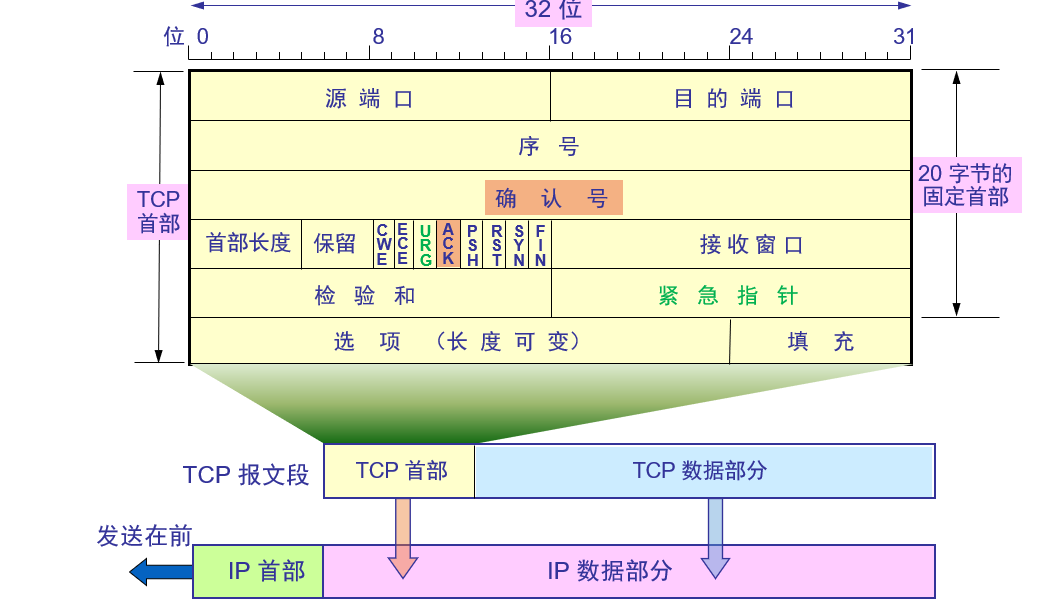 32 位
位 0 8 16 24 31
源 端 口 目 的 端 口
序 号
TCP
首部
确 认 号
20 字节的
固定首部
首部长度 保留 CWE ECE URG ACK PSH RST SYN FIN 接 收 窗 口
检 验 和 紧 急 指 针
选 项 (长 度 可 变) 填 充
TCP 报文段 TCP 首部 TCP 数据部分
发送在前
IP 首部 IP 数据部分